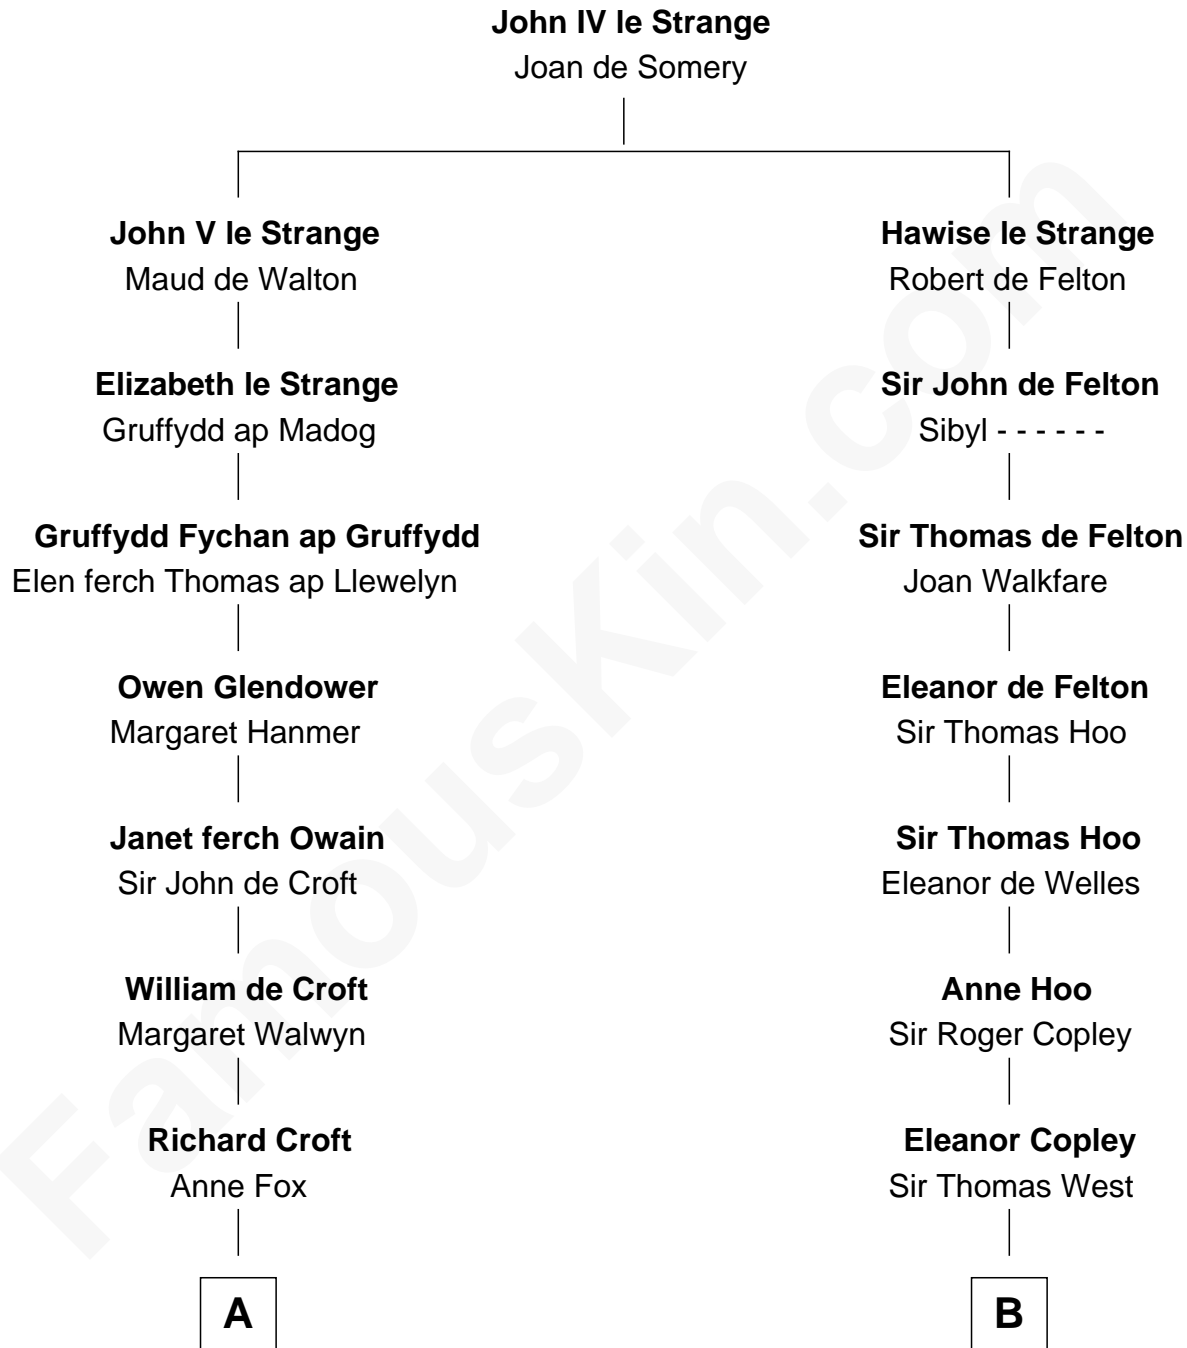 John IV le Strange
Joan de Somery
John V le Strange
Maud de Walton
Hawise le Strange
Robert de Felton
Elizabeth le Strange
Gruffydd ap Madog
Sir John de Felton
Sibyl - - - - - -
Gruffydd Fychan ap Gruffydd
Elen ferch Thomas ap Llewelyn
Sir Thomas de Felton
Joan Walkfare
Owen Glendower
Margaret Hanmer
Eleanor de Felton
Sir Thomas Hoo
Janet ferch Owain
Sir John de Croft
Sir Thomas Hoo
Eleanor de Welles
William de Croft
Margaret Walwyn
Anne Hoo
Sir Roger Copley
Richard Croft
Anne Fox
Eleanor Copley
Sir Thomas West
A
B
FamousKin.com